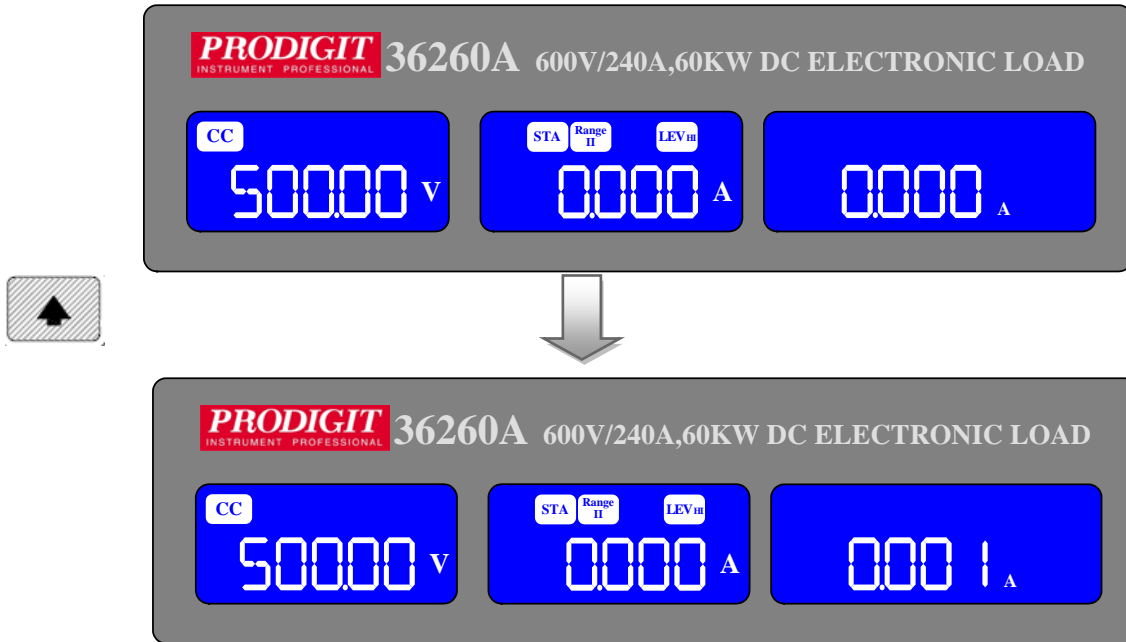 PRODIGIT 36260A 600V/240A,60KW DC ELECTRONIC LOAD
INSTRUMENT PROFESSIONAL
CC STA Range II LEV HI
500.00 V 0.000 A 0.000 A
PRODIGIT 36260A 600V/240A,60KW DC ELECTRONIC LOAD
INSTRUMENT PROFESSIONAL
CC STA Range II LEV HI
500.00 V 0.000 A 0.001 A